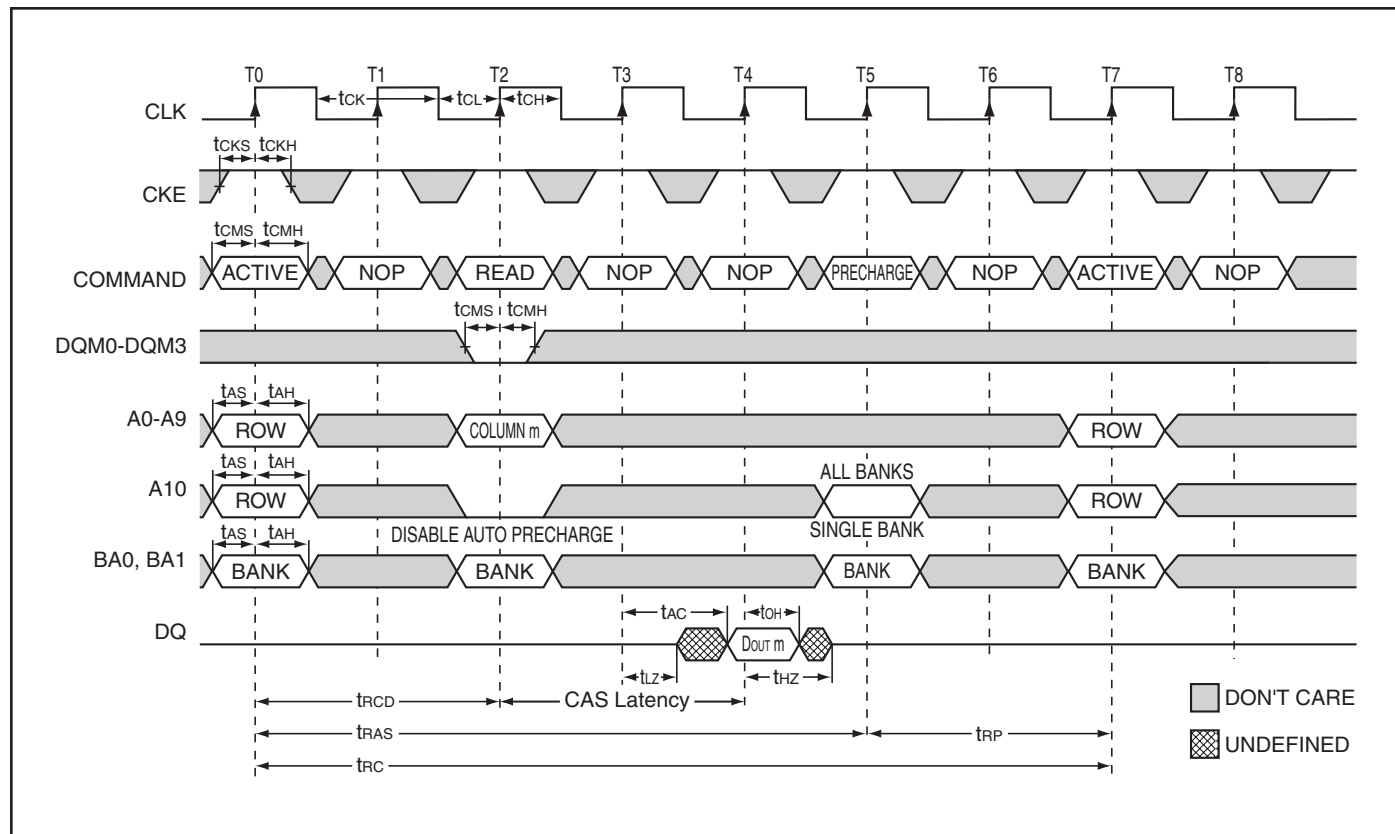 T0 T1 T2 T3 T4 T5 T6 T7 T8
tCK tCL tCH
CLK
tCKS tCKH
CKE
tCMS tCMH
COMMAND ACTIVE NOP READ NOP NOP PRECHARGE NOP ACTIVE NOP
tCMS tCMH
DQM0-DQM3
tAS tAH
A0-A9 ROW COLUMN m ROW
tAS tAH
ALL BANKS
A10 ROW ROW
DISABLE AUTO PRECHARGE SINGLE BANK
tAS tAH
BA0, BA1 BANK BANK BANK BANK
tAC tOH
DQ DOUT m
tLZ tHZ
tRCD CAS Latency
DON'T CARE
tRAS tRP
UNDEFINED
tRC